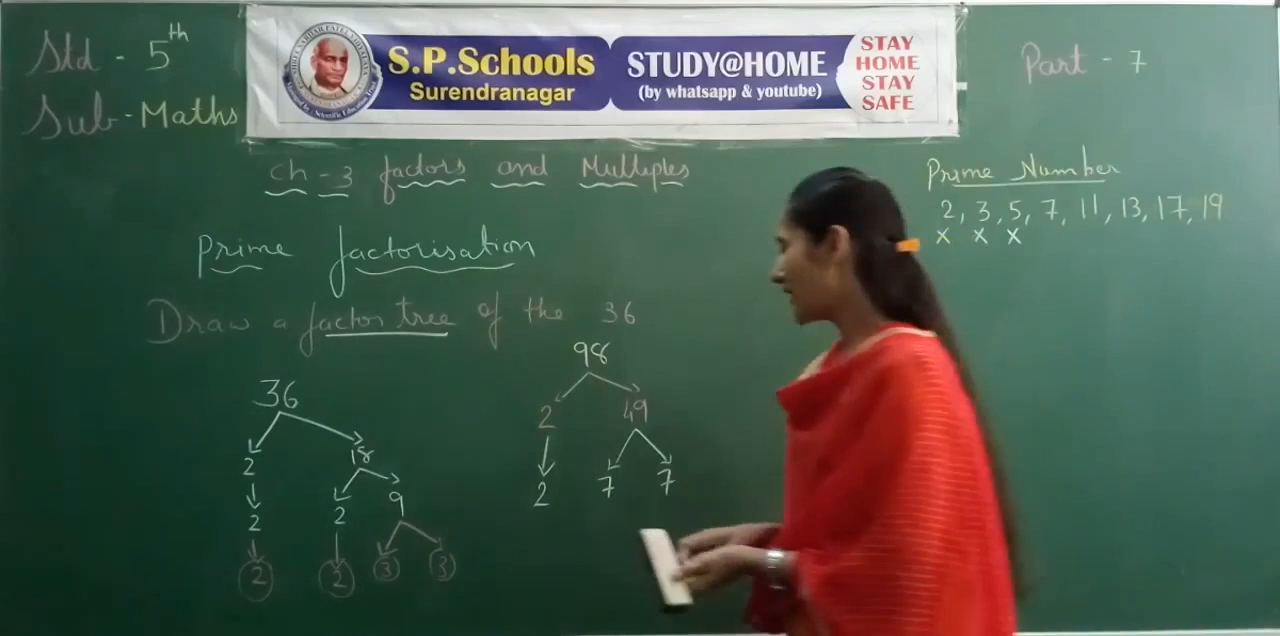 Std - 5th
Sub - Maths
S.P.Schools
Surendranagar
STUDY@HOME
(by whatsapp & youtube)
STAY
HOME
STAY
SAFE
Part - 7
ch - 3 factors and Multiples
Prime Number
2, 3, 5, 7, 11, 13, 17, 19
x x x
Prime factorisation
Draw a factor tree of the 36
98
36
2 49
2 18
2 7 7
2 2 9
2 2 3 3